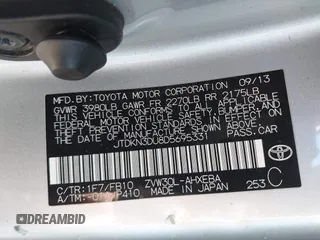 MFD.BY:TOYOTA MOTOR CORPORATION 09/13
GVWR 3980LB GAWR FR 2270LB RR 2175LB
THIS VEHICLE CONFORMS TO ALL APPLICABLE
FEDERAL MOTOR VEHICLE SAFETY, BUMPER, AND
THEFT PREVENTION STANDARDS IN EFFECT ON
THE DATE OF MANUFACTURE SHOWN ABOVE.
JTDKN3DU8D5695331 PASS. CAR
C/TR:1F7/FB10 ZVW30L-AHXEBA
A/TM: P410 MADE IN JAPAN 253 C
TOYOTA
DREAMBID